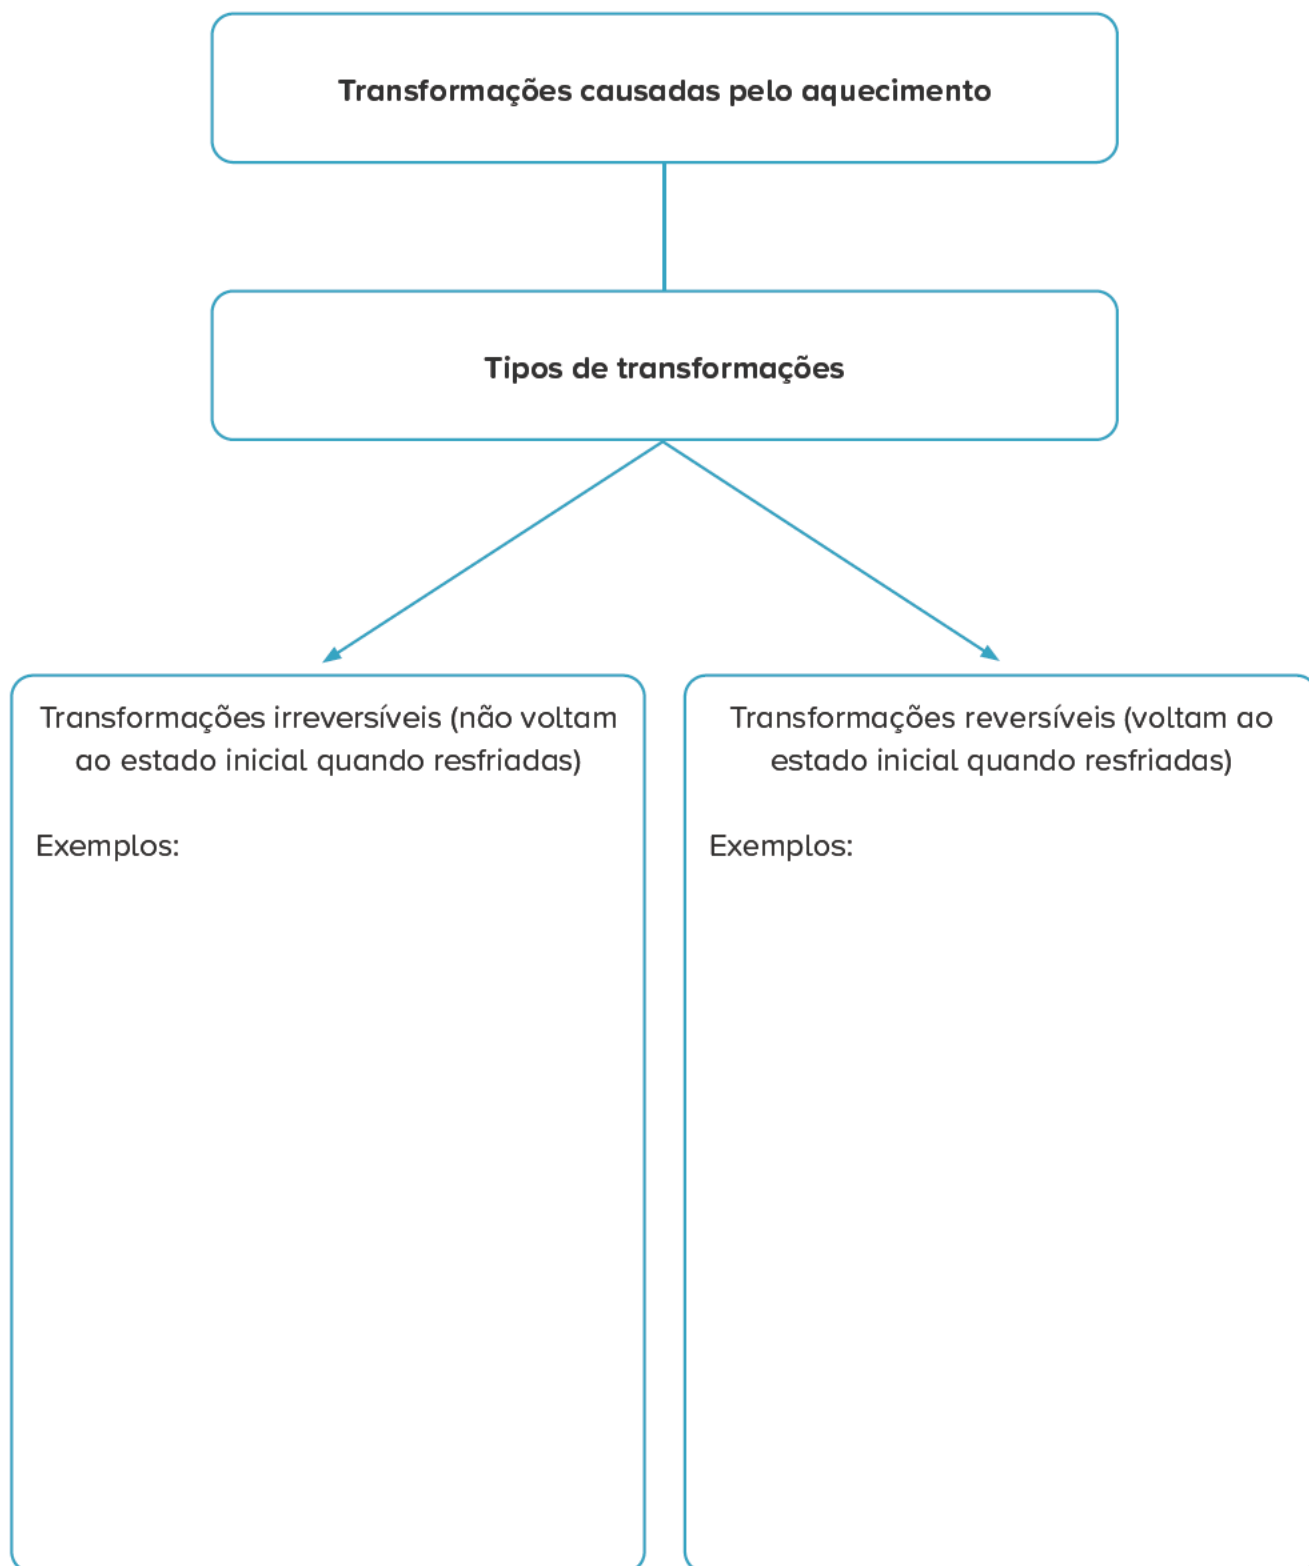 Transformações causadas pelo aquecimento
Tipos de transformações
Transformações irreversíveis (não voltam
ao estado inicial quando resfriadas)
Exemplos:
Transformações reversíveis (voltam ao
estado inicial quando resfriadas)
Exemplos: